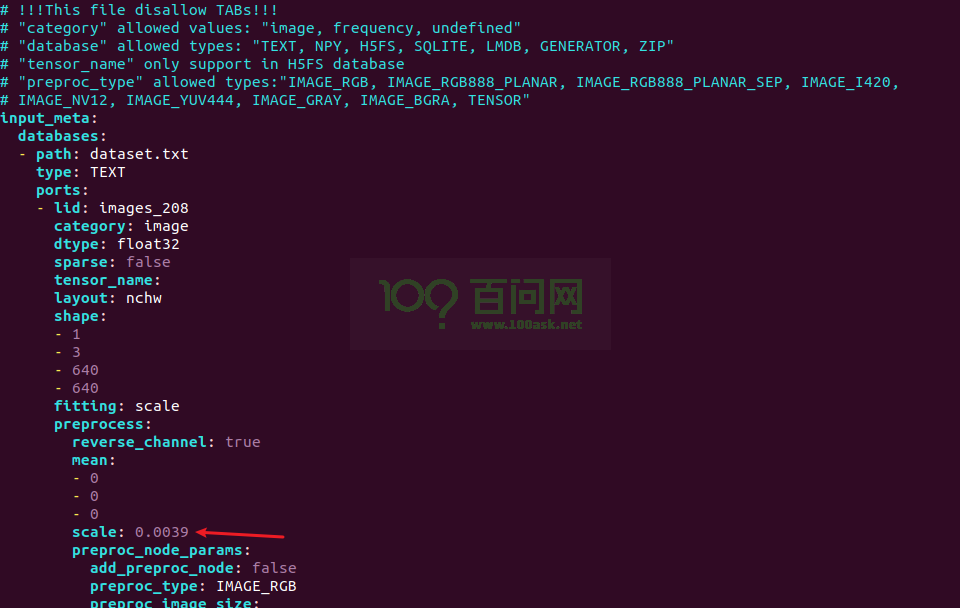 # !!!This file disallow TABs!!!
# "category" allowed values: "image, frequency, undefined"
# "database" allowed types: "TEXT, NPY, H5FS, SQLITE, LMDB, GENERATOR, ZIP"
# "tensor_name" only support in H5FS database
# "preproc_type" allowed types:"IMAGE_RGB, IMAGE_RGB888_PLANAR, IMAGE_RGB888_PLANAR_SEP, IMAGE_I420,
# IMAGE_NV12, IMAGE_YUV444, IMAGE_GRAY, IMAGE_BGRA, TENSOR"
input_meta:
  databases:
  - path: dataset.txt
    type: TEXT
    ports:
    - lid: images_208
      category: image
      dtype: float32
      sparse: false
      tensor_name:
      layout: nchw
      shape:
      - 1
      - 3
      - 640
      - 640
      fitting: scale
      preprocess:
        reverse_channel: true
        mean:
        - 0
        - 0
        - 0
        scale: 0.0039
        preproc_node_params:
          add_preproc_node: false
          preproc_type: IMAGE_RGB
          preproc_image_size:
100? 百问网
www.100ask.net